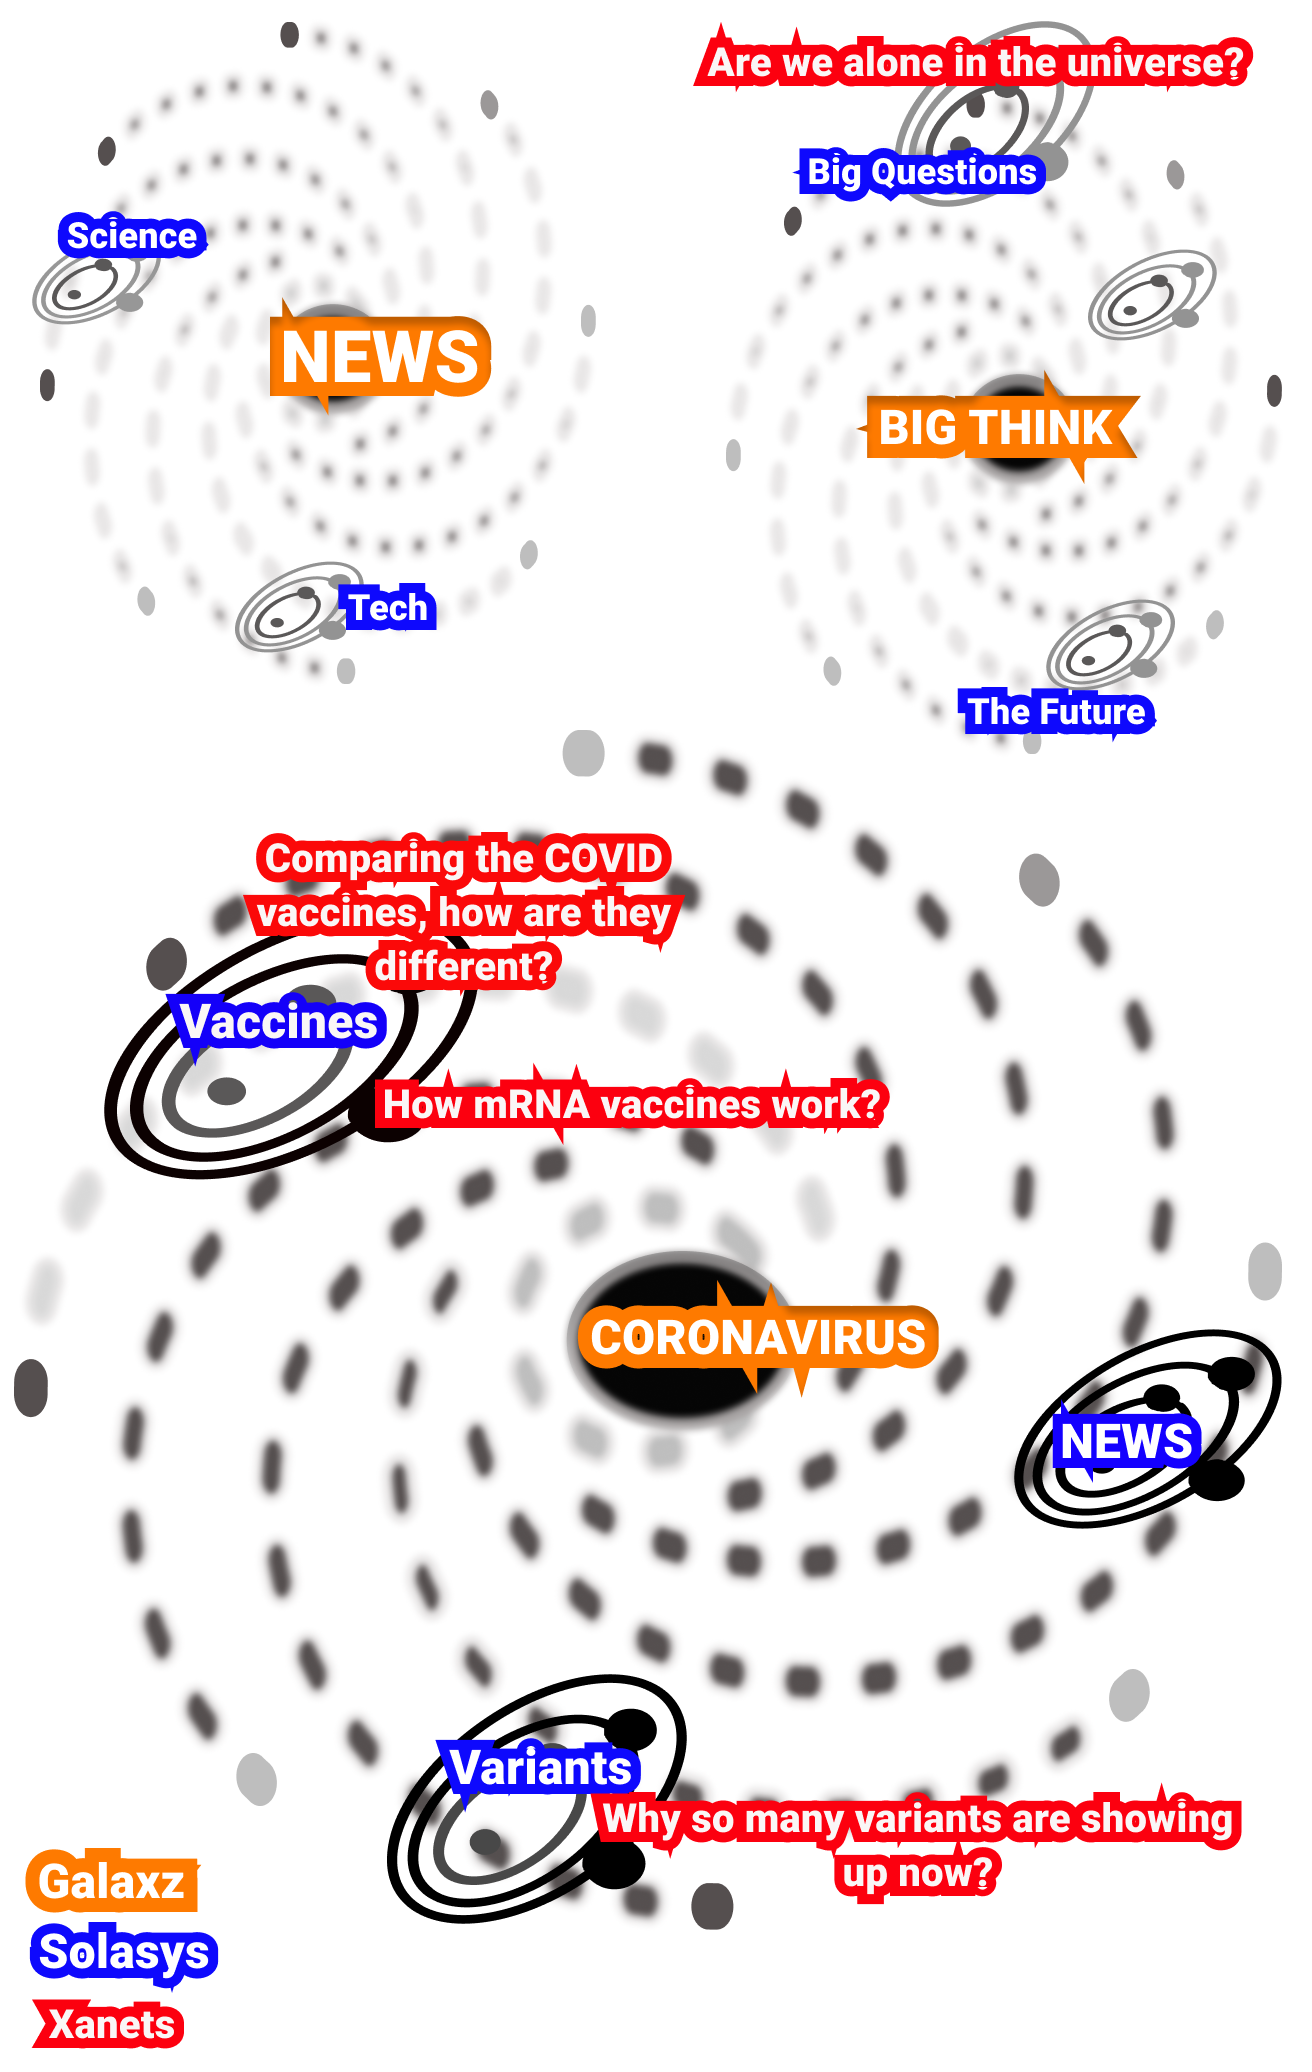 Are we alone in the universe?
Big Questions
Science
NEWS
BIG THINK
Tech
The Future
Comparing the COVID
vaccines, how are they
different?
Vaccines
How mRNA vaccines work?
CORONAVIRUS
NEWS
Variants
Why so many variants are showing
up now?
Galaxz
Solasys
Xanets